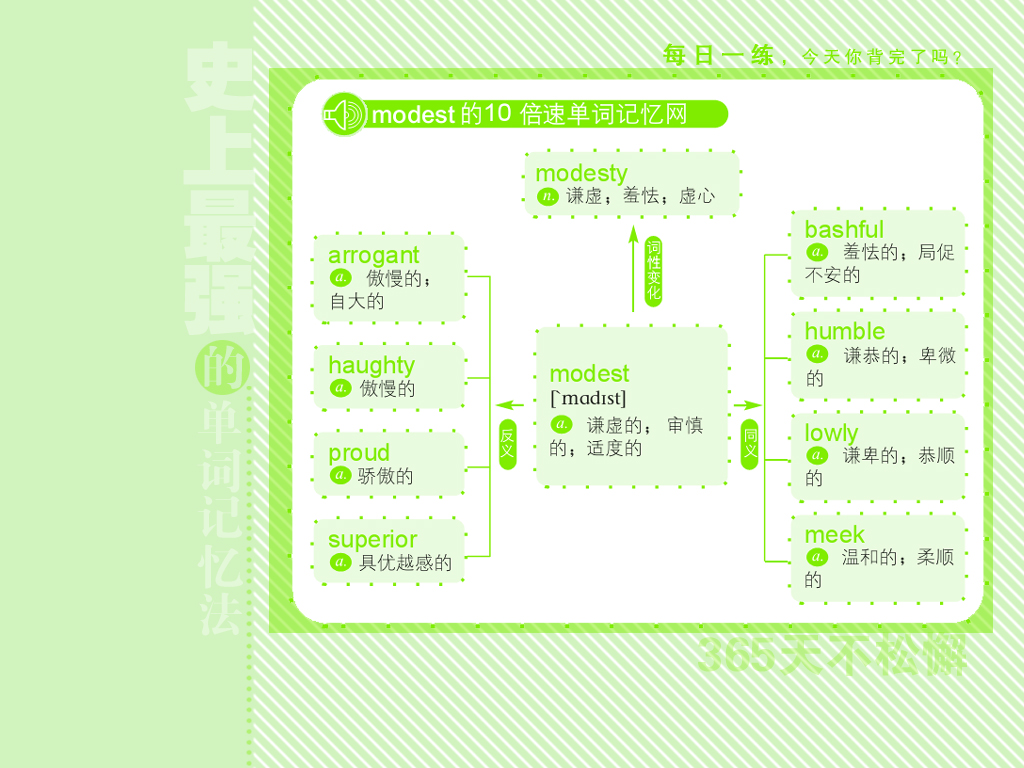 史上最强的单词记忆法
每日一练，今天你背完了吗?
modest 的10 倍速单词记忆网
modesty
n. 谦虚；羞怯；虚心
词性变化
arrogant
a. 傲慢的；
自大的
haughty
a. 傲慢的
proud
a. 骄傲的
superior
a. 具优越感的
反义
modest
[`mɑdɪst]
a. 谦虚的； 审慎
的；适度的
同义
bashful
a. 羞怯的；局促
不安的
humble
a. 谦恭的；卑微
的
lowly
a. 谦卑的；恭顺
的
meek
a. 温和的；柔顺
的
365天不松懈